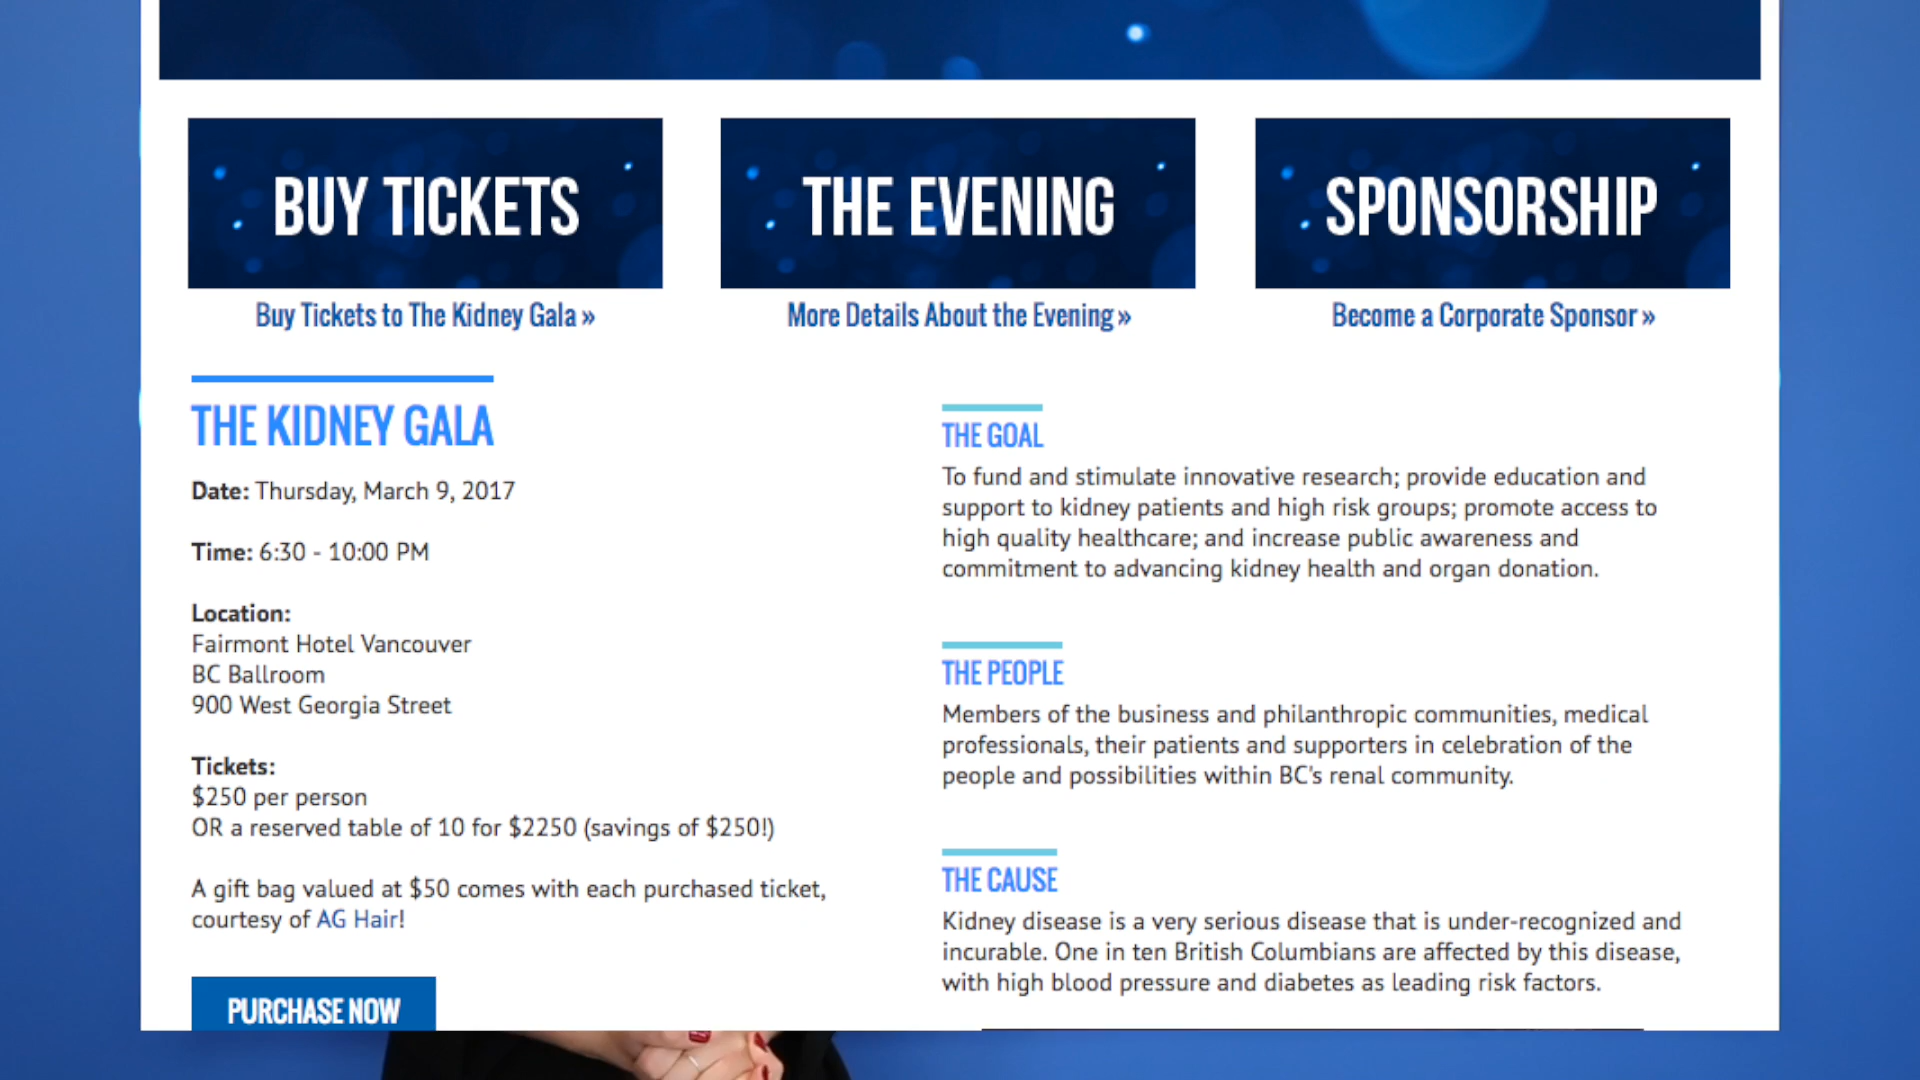 BUY TICKETS
THE EVENING
SPONSORSHIP
Buy Tickets to The Kidney Gala »
More Details About the Evening »
Become a Corporate Sponsor »
THE KIDNEY GALA
Date: Thursday, March 9, 2017
Time: 6:30 - 10:00 PM
Location:
Fairmont Hotel Vancouver
BC Ballroom
900 West Georgia Street
Tickets:
$250 per person
OR a reserved table of 10 for $2250 (savings of $250!)
A gift bag valued at $50 comes with each purchased ticket,
courtesy of AG Hair!
PURCHASE NOW
THE GOAL
To fund and stimulate innovative research; provide education and
support to kidney patients and high risk groups; promote access to
high quality healthcare; and increase public awareness and
commitment to advancing kidney health and organ donation.
THE PEOPLE
Members of the business and philanthropic communities, medical
professionals, their patients and supporters in celebration of the
people and possibilities within BC's renal community.
THE CAUSE
Kidney disease is a very serious disease that is under-recognized and
incurable. One in ten British Columbians are affected by this disease,
with high blood pressure and diabetes as leading risk factors.